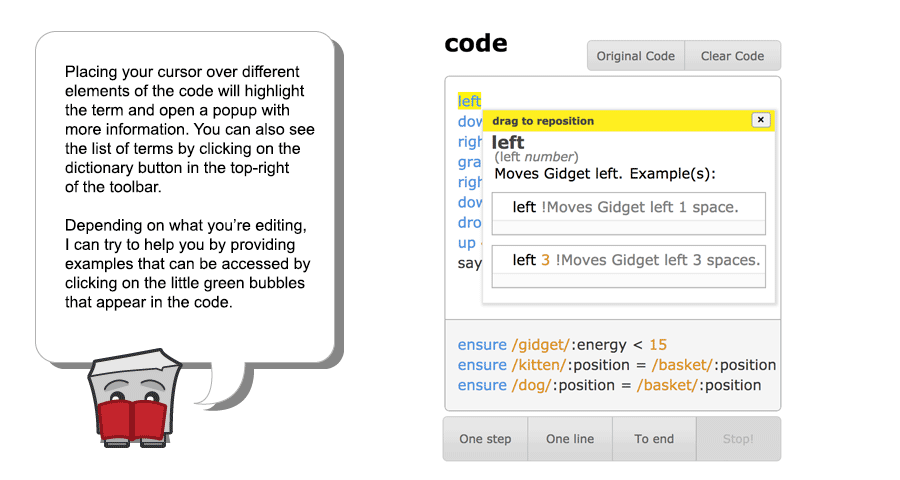 Placing your cursor over different
elements of the code will highlight
the term and open a popup with
more information. You can also see
the list of terms by clicking on the
dictionary button in the top-right
of the toolbar.
Depending on what you're editing,
I can try to help you by providing
examples that can be accessed by
clicking on the little green bubbles
that appear in the code.
code
Original Code
Clear Code
left
drag to reposition
×
left
(left number)
Moves Gidget left. Example(s):
left !Moves Gidget left 1 space.
left 3 !Moves Gidget left 3 spaces.
up
say
ensure /gidget/:energy < 15
ensure /kitten/:position = /basket/:position
ensure /dog/:position = /basket/:position
One step
One line
To end
Stop!